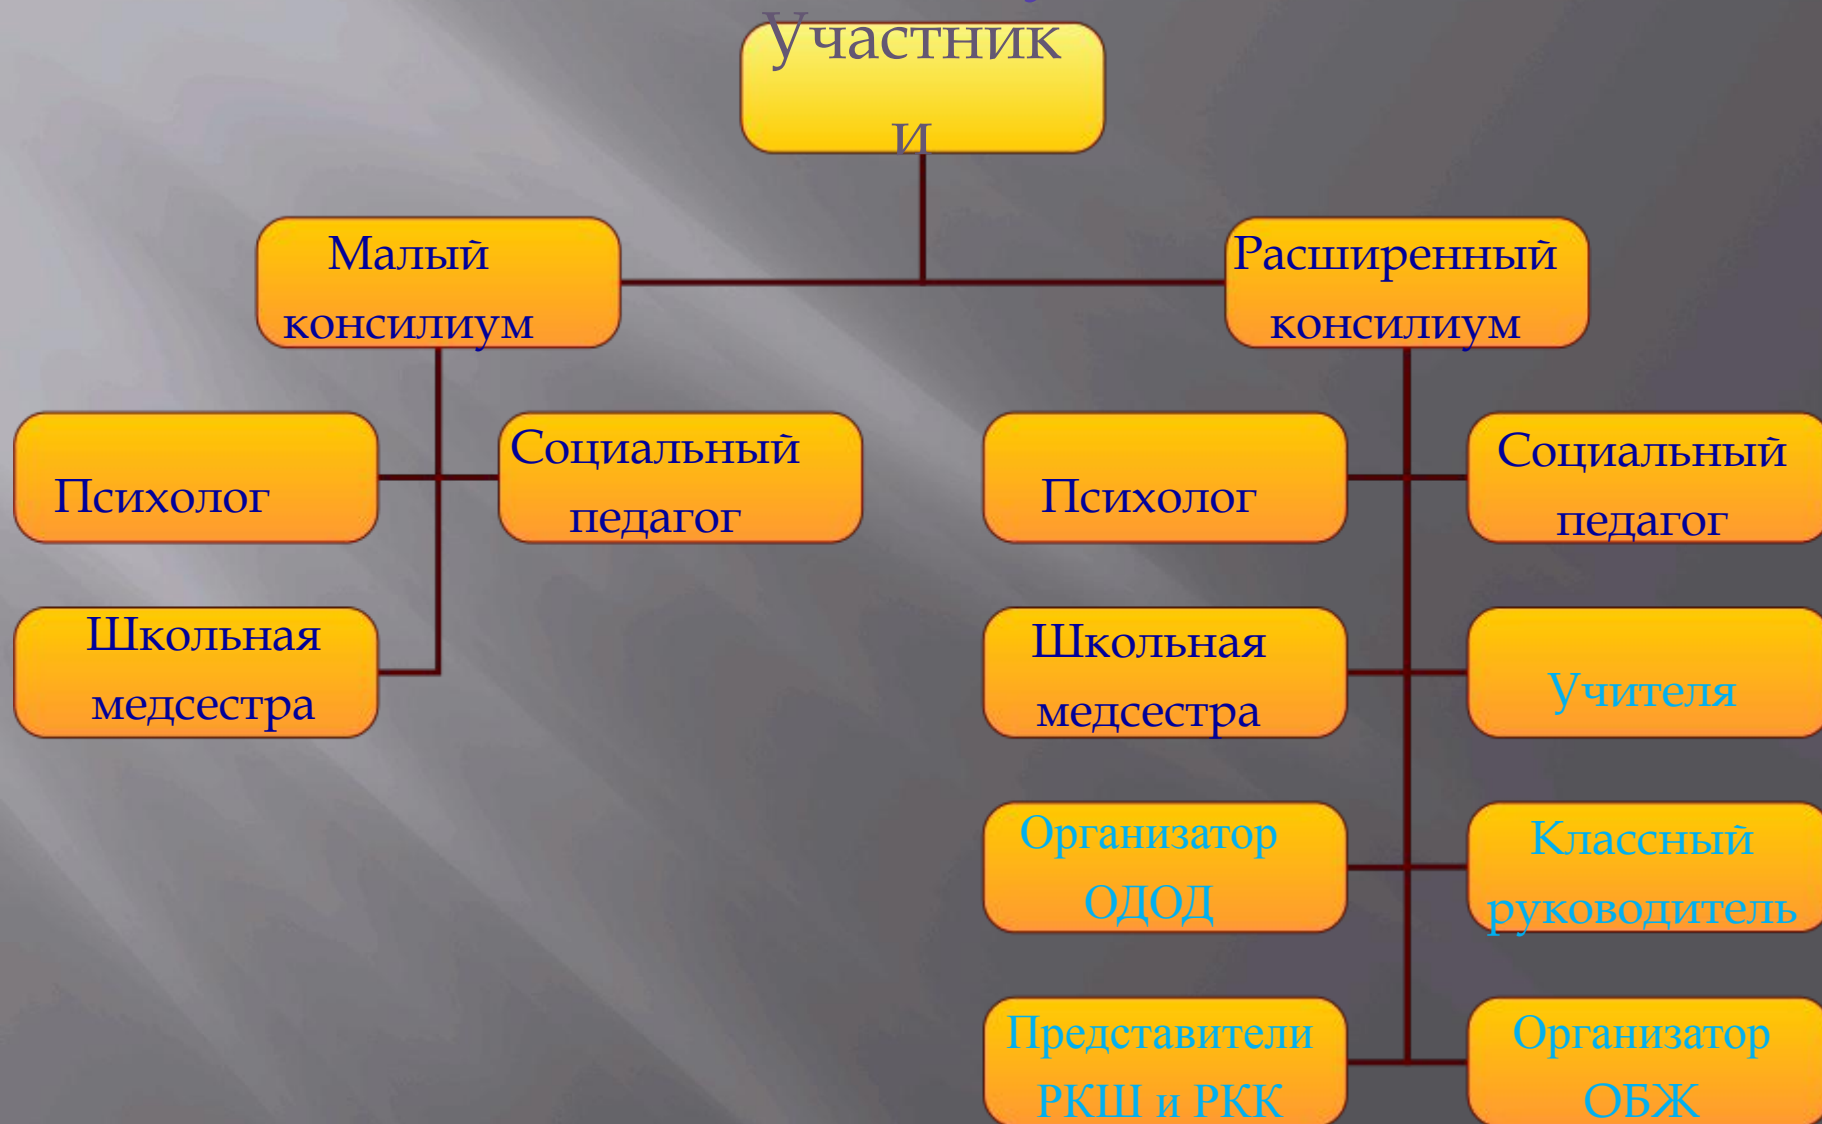 Участник
и
Малый
консилиум
Расширенный
консилиум
Психолог
Социальный
педагог
Психолог
Социальный
педагог
Школьная
медсестра
Школьная
медсестра
Учителя
Организатор
ОДОД
Классный
руководитель
Представители
РКШ и РКК
Организатор
ОБЖ